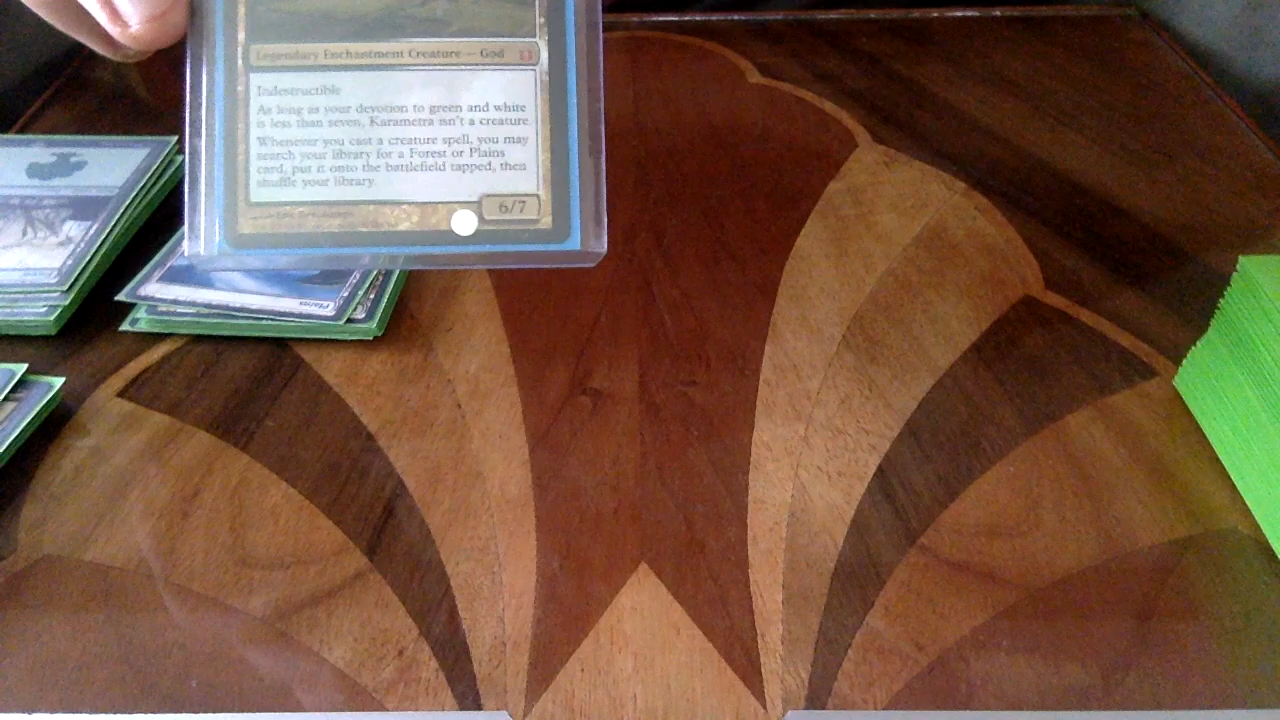 Legendary Enchantment Creature — God
Indestructible
As long as your devotion to green and white
is less than seven, Karametra isn't a creature.
Whenever you cast a creature spell, you may
search your library for a Forest or Plains
card, put it onto the battlefield tapped, then
shuffle your library.
6/7
Plains